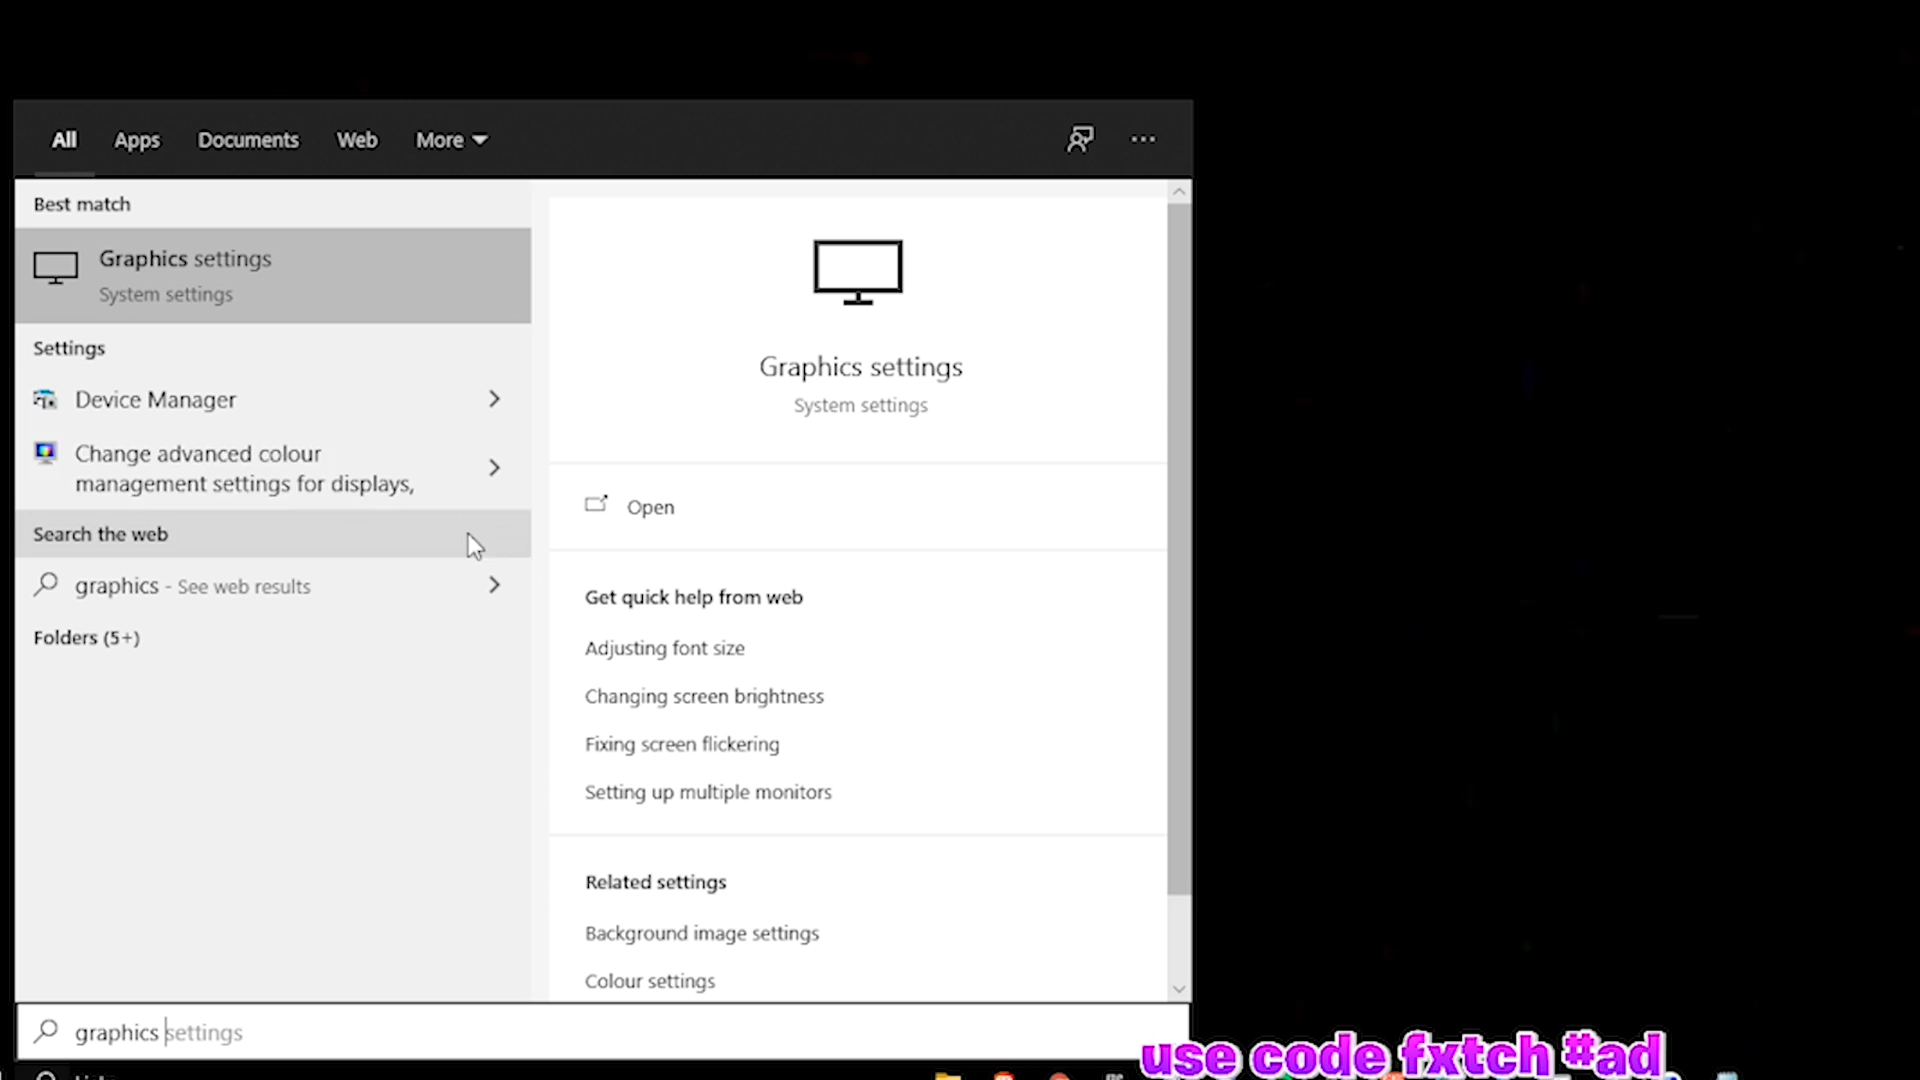 All
Apps
Documents
Web
More
Best match
Graphics settings
System settings
Settings
Device Manager
Change advanced colour
management settings for displays,
Search the web
graphics - See web results
Folders (5+)
Graphics settings
System settings
Open
Get quick help from web
Adjusting font size
Changing screen brightness
Fixing screen flickering
Setting up multiple monitors
Related settings
Background image settings
Colour settings
graphics settings
use code fxtch #ad